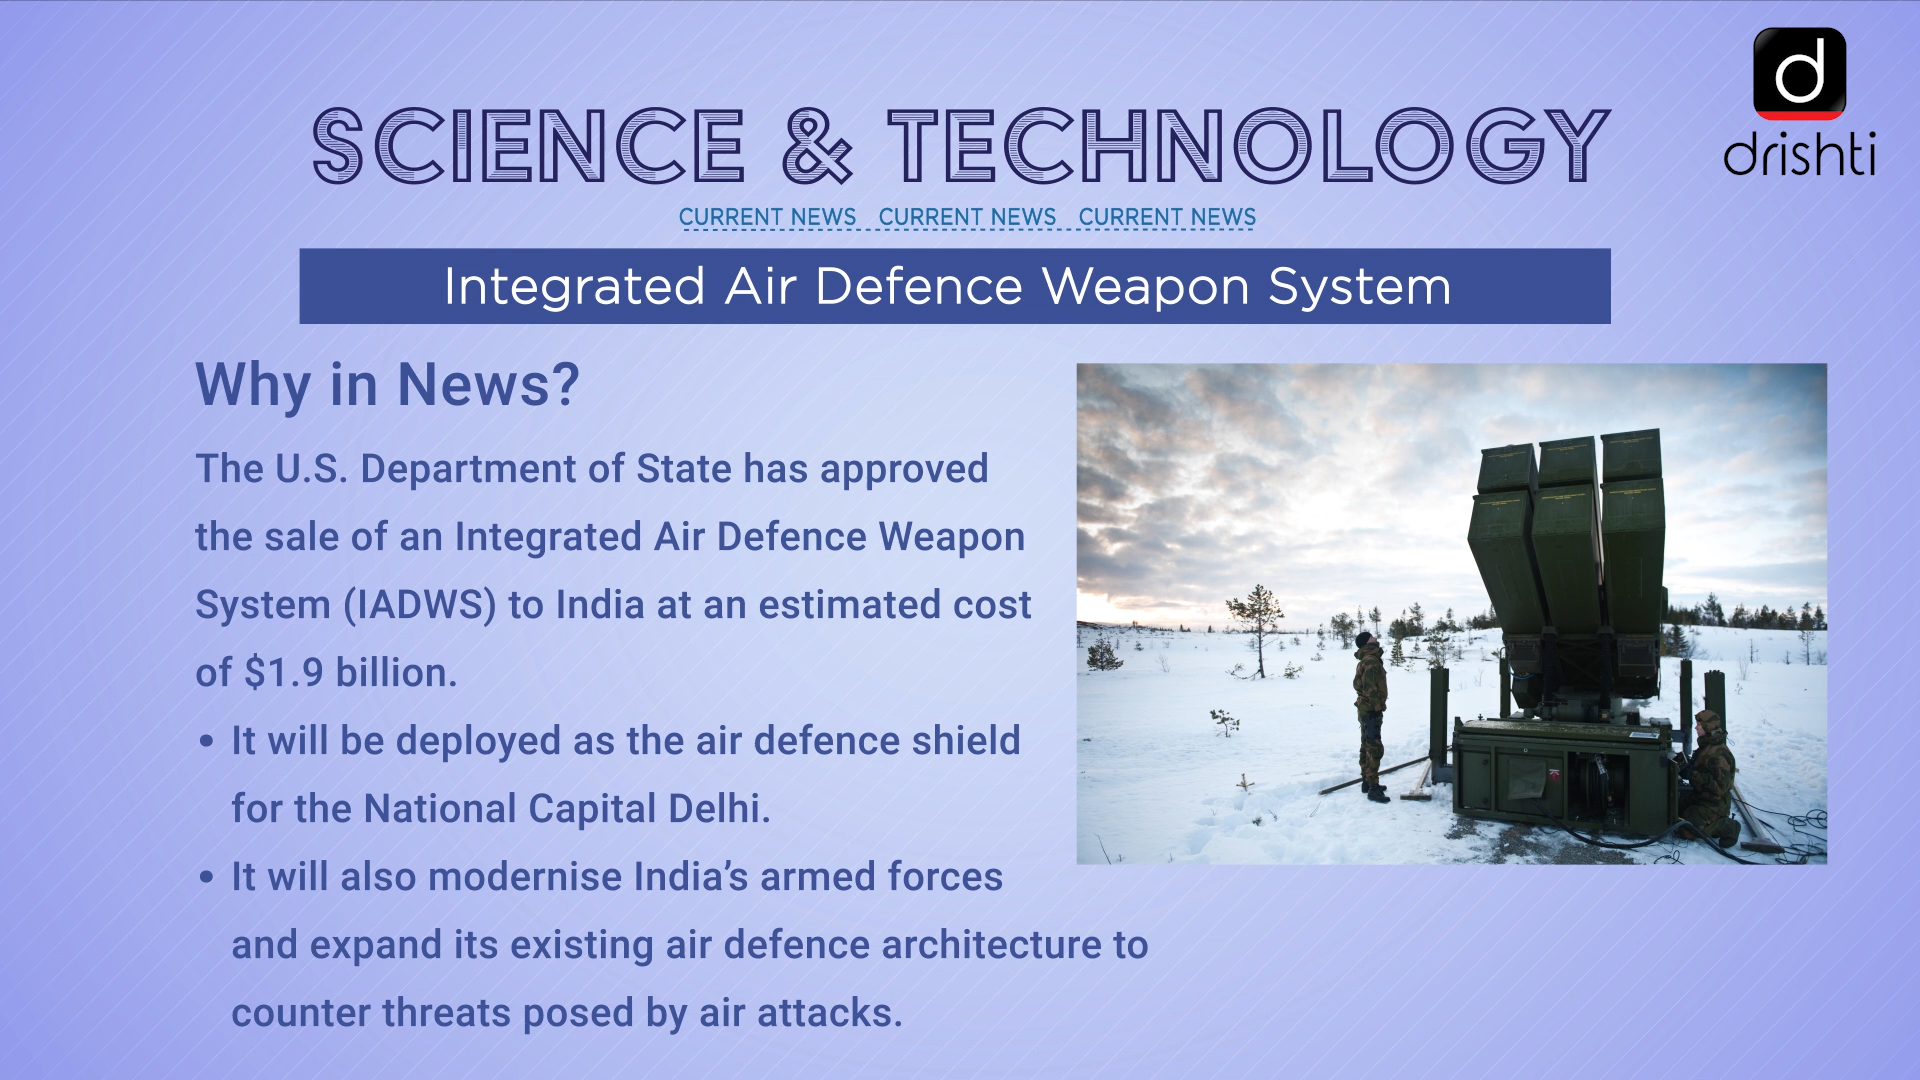 d
drishti
SCIENCE & TECHNOLOGY
CURRENT NEWS CURRENT NEWS CURRENT NEWS
Integrated Air Defence Weapon System
Why in News?
The U.S. Department of State has approved
the sale of an Integrated Air Defence Weapon
System (IADWS) to India at an estimated cost
of $1.9 billion.
• It will be deployed as the air defence shield
for the National Capital Delhi.
• It will also modernise India’s armed forces
and expand its existing air defence architecture to
counter threats posed by air attacks.